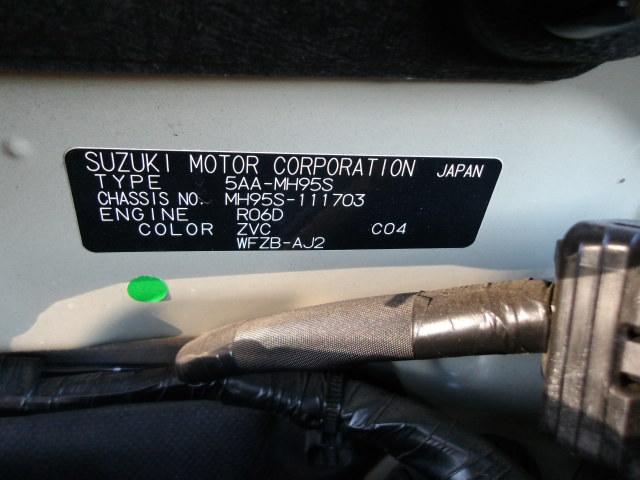 SUZUKI MOTOR CORPORATION JAPAN
TYPE 5AA-MH95S
CHASSIS NO. MH95S-111703
ENGINE R06D
COLOR ZVC C04
WFZB-AJ2